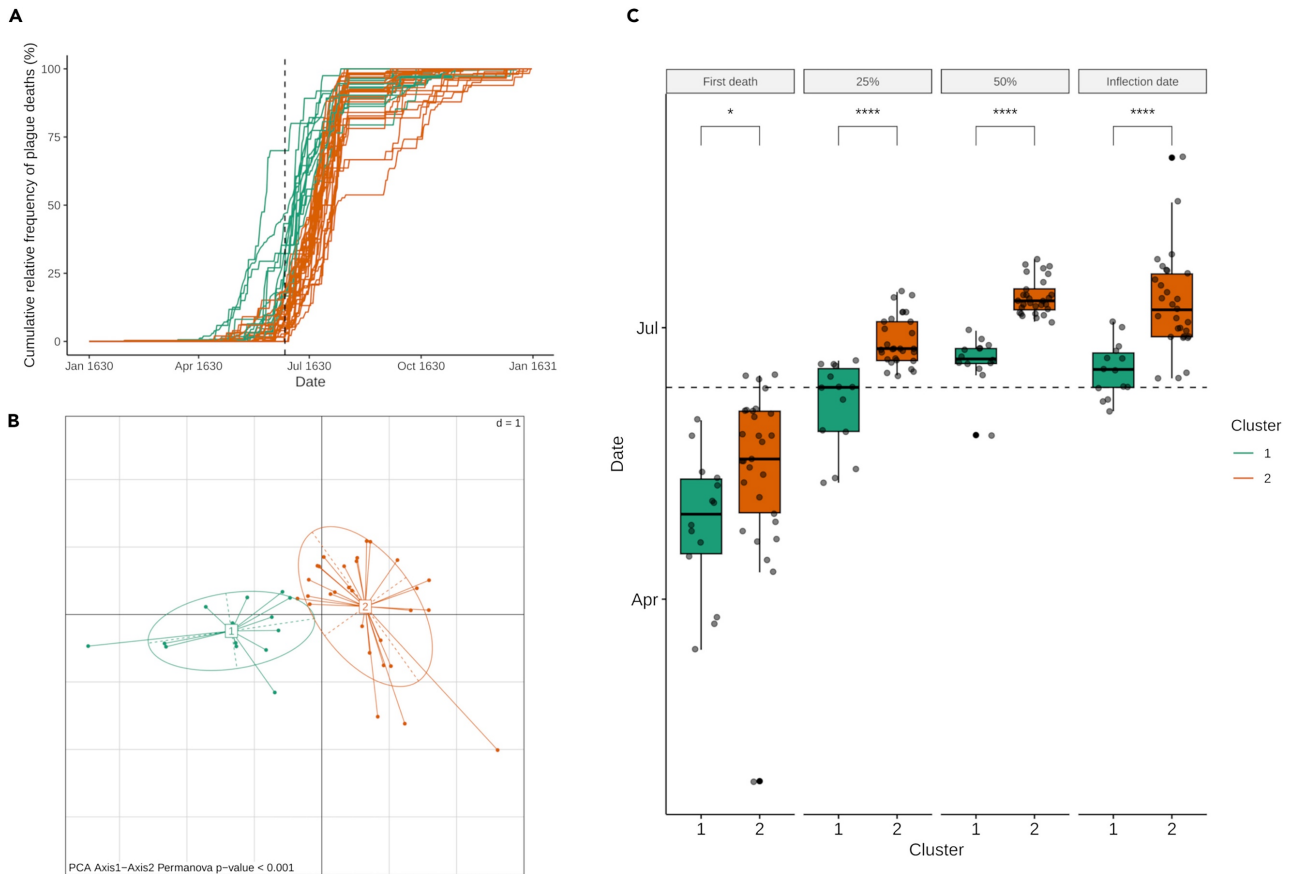 A
Cumulative relative frequency of plague deaths (%)
100
75
50
25
0
Jan 1630
Apr 1630
Jul 1630
Oct 1630
Jan 1631
Date
B
d = 1
1
2
PCA Axis1−Axis2 Permanova p−value < 0.001
C
First death
25%
50%
Inflection date
*
****
****
****
Date
Jul
Apr
1
2
1
2
1
2
1
2
Cluster
Cluster
1
2